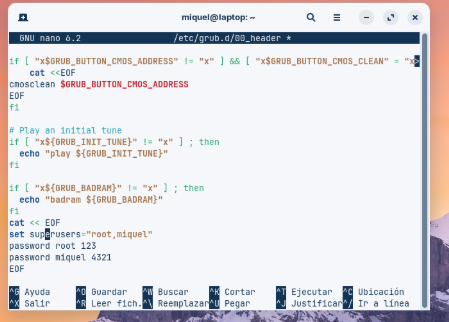 miquel@laptop: ~
GNU nano 6.2 /etc/grub.d/00_header *
if [ "x$GRUB_BUTTON_CMOS_ADDRESS" != "x" ] && [ "x$GRUB_BUTTON_CMOS_CLEAN" = "x>
cat <<EOF
cmosclean $GRUB_BUTTON_CMOS_ADDRESS
EOF
fi
# Play an initial tune
if [ "x${GRUB_INIT_TUNE}" != "x" ] ; then
echo "play ${GRUB_INIT_TUNE}"
fi
if [ "x${GRUB_BADRAM}" != "x" ] ; then
echo "badram ${GRUB_BADRAM}"
fi
cat << EOF
set superusers="root,miquel"
password root 123
password miquel 4321
EOF
^G Ayuda ^O Guardar ^W Buscar ^K Cortar ^T Ejecutar ^C Ubicación
^X Salir ^R Leer fich. ^\ Reemplazar ^U Pegar ^J Justificar ^/ Ir a línea